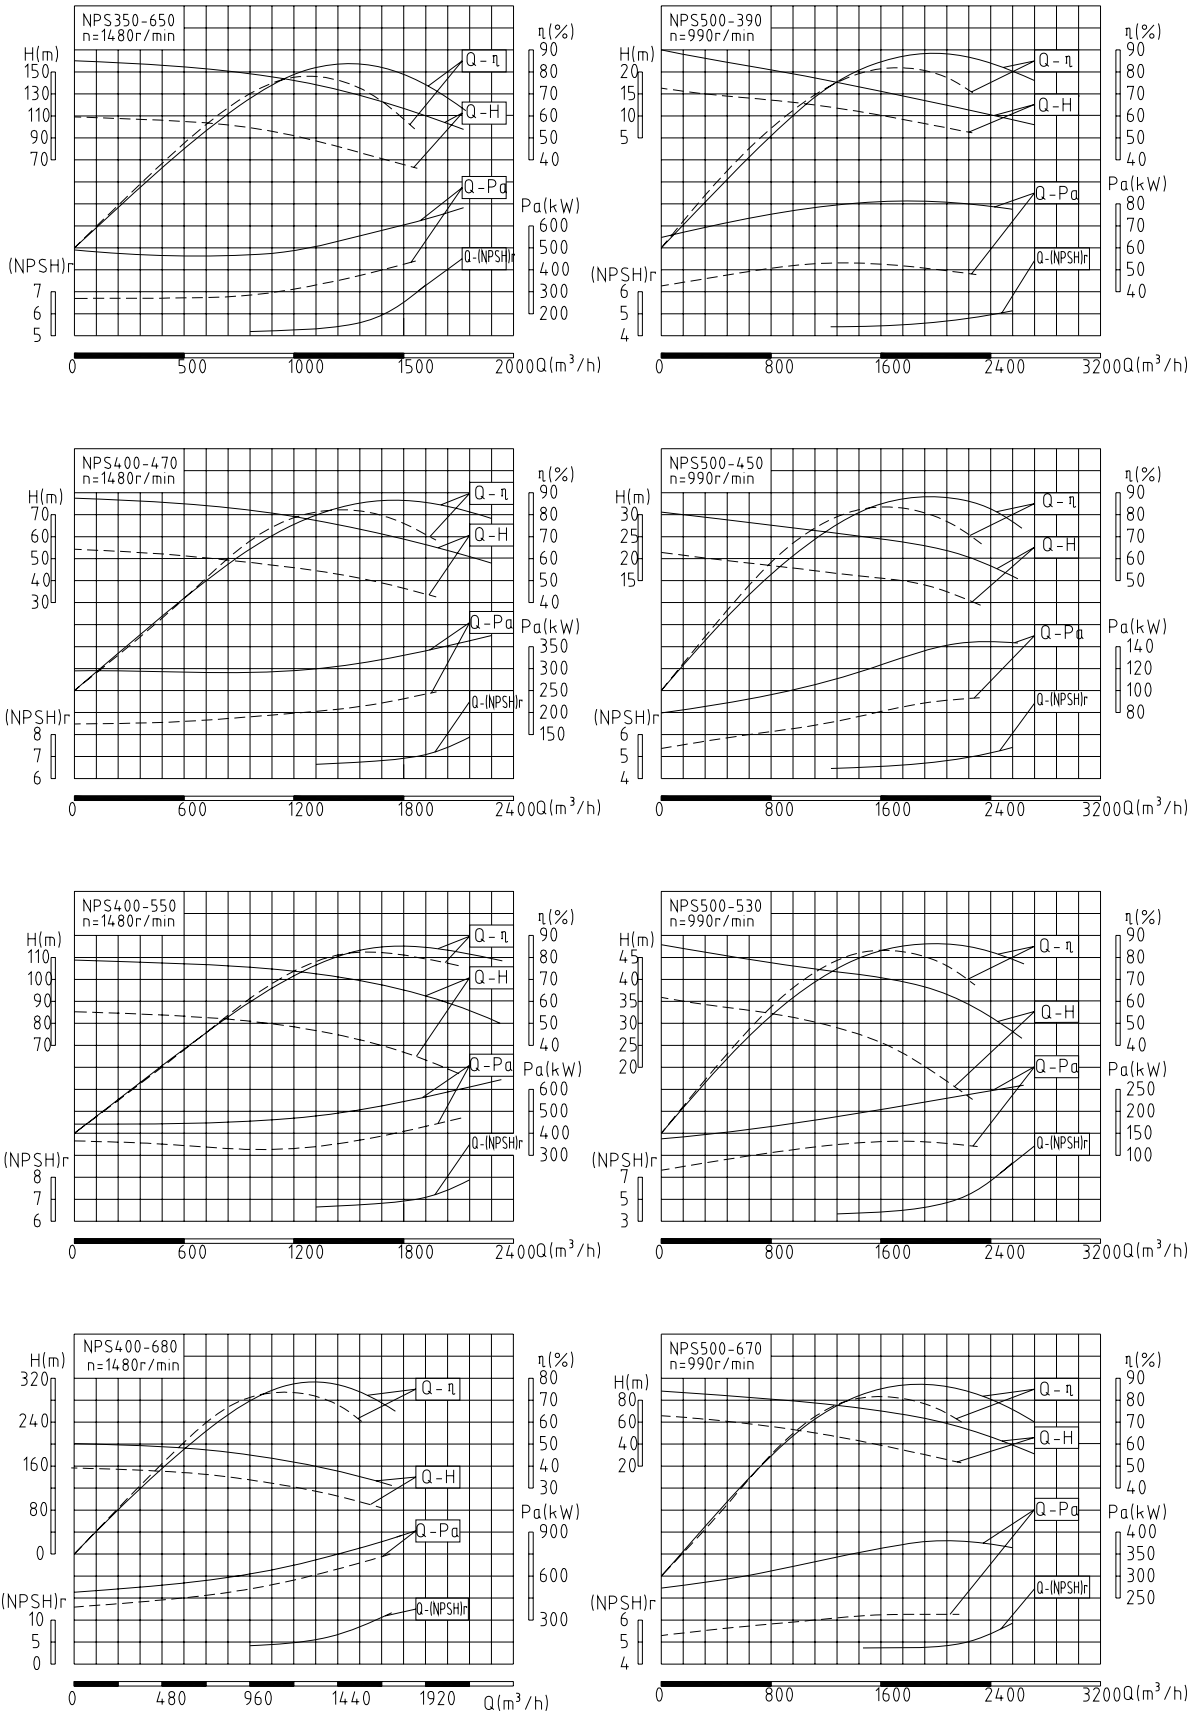 NPS350-650
n=1480r/min
H(m)
150
130
110
90
70
(NPSH)r
7
6
5
η(%)
90
80
70
60
50
40
Pa(kW)
600
500
400
300
200
Q-η
Q-H
Q-Pa
Q-(NPSH)r
0
500
1000
1500
2000
Q(m³/h)
NPS500-390
n=990r/min
H(m)
20
15
10
5
(NPSH)r
6
5
4
η(%)
90
80
70
60
50
40
Pa(kW)
80
70
60
50
40
Q-η
Q-H
Q-Pa
Q-(NPSH)r
0
800
1600
2400
3200
Q(m³/h)
NPS400-470
n=1480r/min
H(m)
70
60
50
40
30
(NPSH)r
8
7
6
η(%)
90
80
70
60
50
40
Pa(kW)
350
300
250
200
150
Q-η
Q-H
Q-Pa
Q-(NPSH)r
0
600
1200
1800
2400
Q(m³/h)
NPS500-450
n=990r/min
H(m)
30
25
20
15
(NPSH)r
6
5
4
η(%)
90
80
70
60
50
Pa(kW)
140
120
100
80
Q-η
Q-H
Q-Pa
Q-(NPSH)r
0
800
1600
2400
3200
Q(m³/h)
NPS400-550
n=1480r/min
H(m)
110
100
90
80
70
(NPSH)r
8
7
6
η(%)
90
80
70
60
50
40
Pa(kW)
600
500
400
300
Q-η
Q-H
Q-Pa
Q-(NPSH)r
0
600
1200
1800
2400
Q(m³/h)
NPS500-530
n=990r/min
H(m)
45
40
35
30
25
20
(NPSH)r
7
5
3
η(%)
90
80
70
60
50
40
Pa(kW)
250
200
150
100
Q-η
Q-H
Q-Pa
Q-(NPSH)r
0
800
1600
2400
3200
Q(m³/h)
NPS400-680
n=1480r/min
H(m)
320
240
160
80
0
(NPSH)r
10
5
0
η(%)
80
70
60
50
40
30
Pa(kW)
900
600
300
Q-η
Q-H
Q-Pa
Q-(NPSH)r
0
480
960
1440
1920
Q(m³/h)
NPS500-670
n=990r/min
H(m)
80
60
40
20
(NPSH)r
6
5
4
η(%)
90
80
70
60
50
40
Pa(kW)
400
350
300
250
Q-η
Q-H
Q-Pa
Q-(NPSH)r
0
800
1600
2400
3200
Q(m³/h)